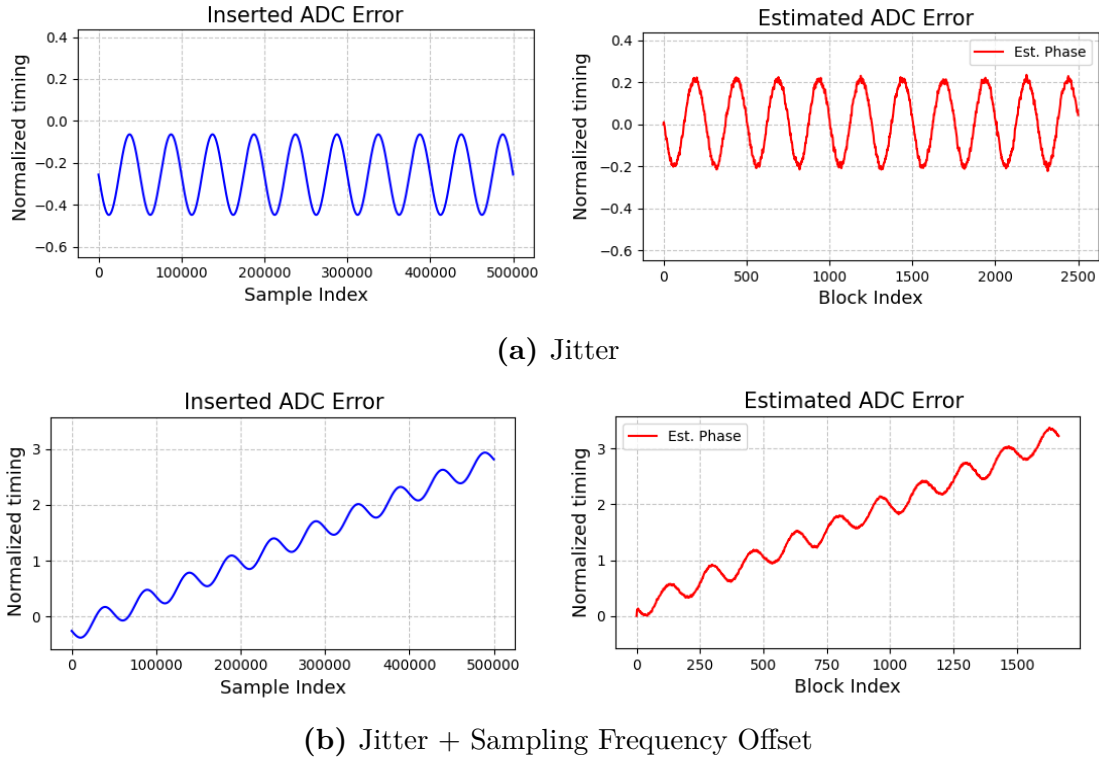 Inserted ADC Error
Normalized timing
0.4
0.2
0.0
−0.2
−0.4
−0.6
0 100000 200000 300000 400000 500000
Sample Index
Estimated ADC Error
Est. Phase
Normalized timing
0.4
0.2
0.0
−0.2
−0.4
−0.6
0 500 1000 1500 2000 2500
Block Index
(a) Jitter
Inserted ADC Error
Normalized timing
3
2
1
0
0 100000 200000 300000 400000 500000
Sample Index
Estimated ADC Error
Est. Phase
Normalized timing
3
2
1
0
0 250 500 750 1000 1250 1500
Block Index
(b) Jitter + Sampling Frequency Offset